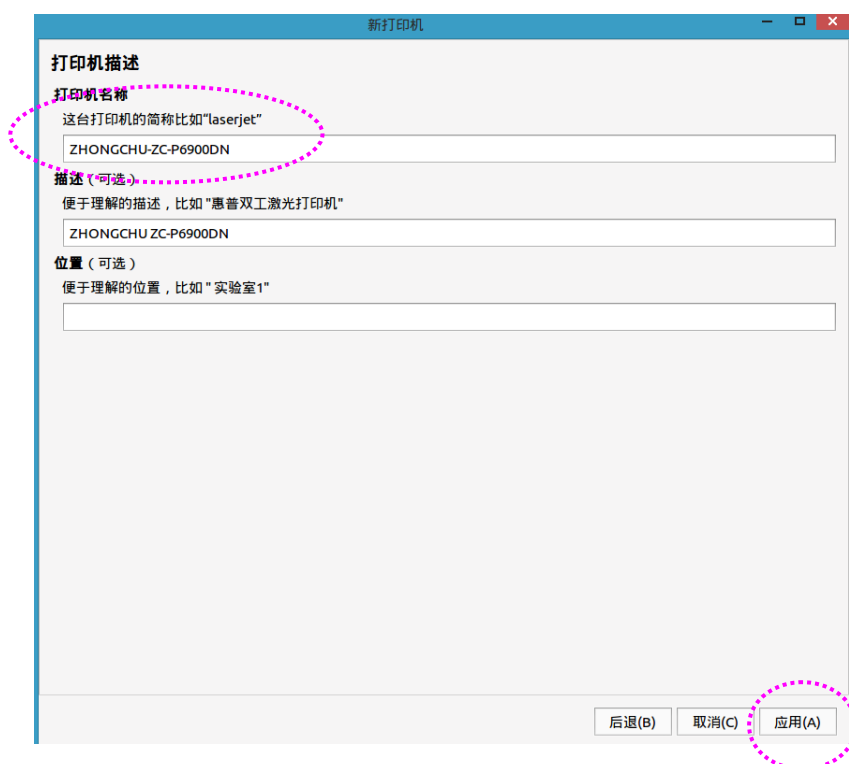 新打印机
打印机描述
打印机名称
这台打印机的简称比如“laserjet”
ZHONGCHU-ZC-P6900DN
描述（可选）
便于理解的描述，比如 "惠普双工激光打印机"
ZHONGCHU ZC-P6900DN
位置（可选）
便于理解的位置，比如 " 实验室1"
后退(B) 取消(C) 应用(A)